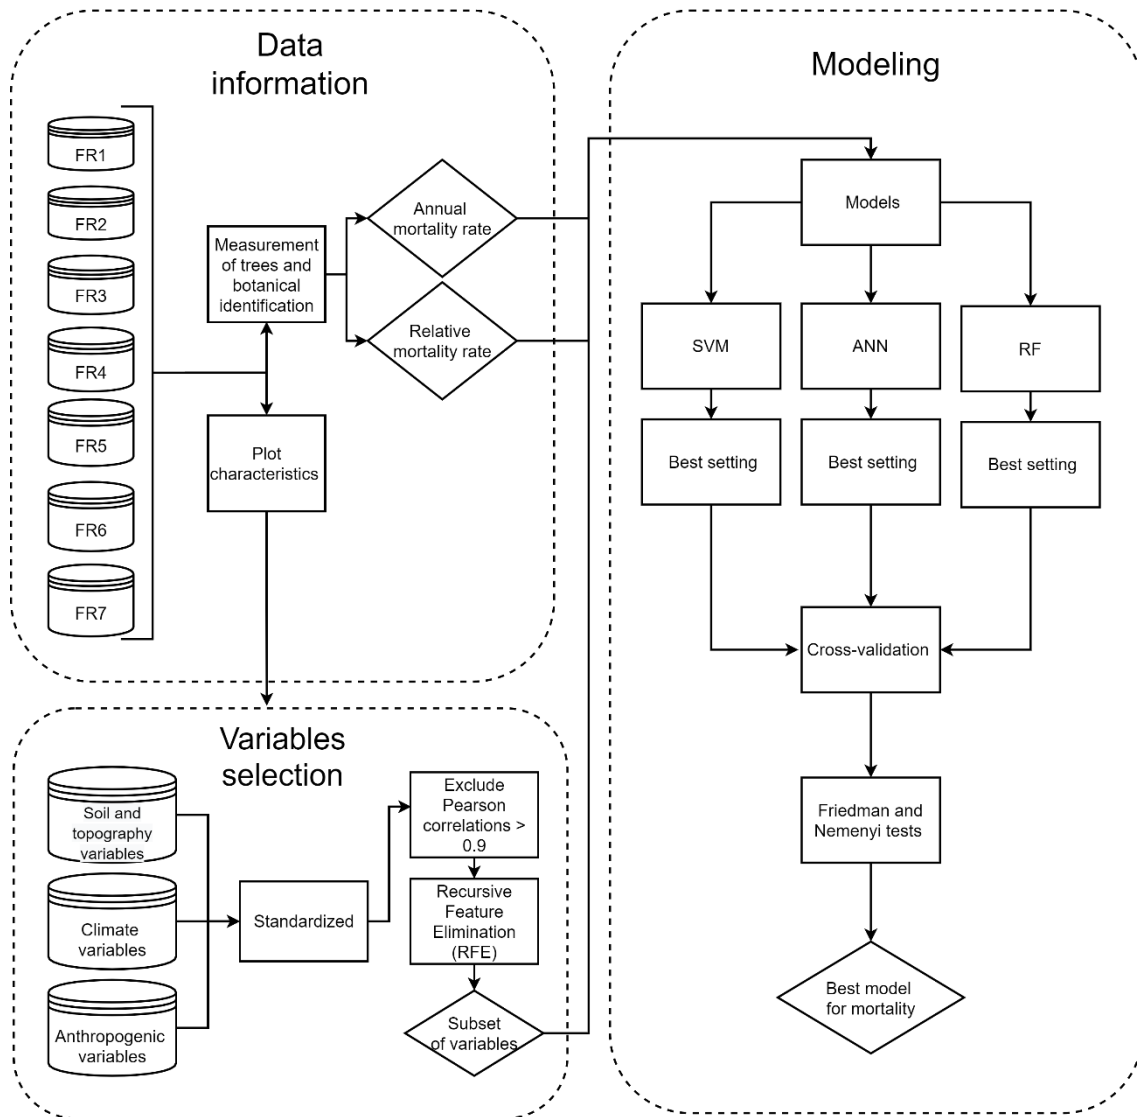 Data
information
FR1
FR2
FR3
FR4
FR5
FR6
FR7
Measurement
of trees and
botanical
identification
Plot
characteristics
Annual
mortality rate
Relative
mortality rate
Variables
selection
Soil and
topography
variables
Climate
variables
Anthropogenic
variables
Standardized
Exclude
Pearson
correlations >
0.9
Recursive
Feature
Elimination
(RFE)
Subset
of variables
Modeling
Models
SVM
ANN
RF
Best setting
Best setting
Best setting
Cross-validation
Friedman and
Nemenyi tests
Best model
for mortality